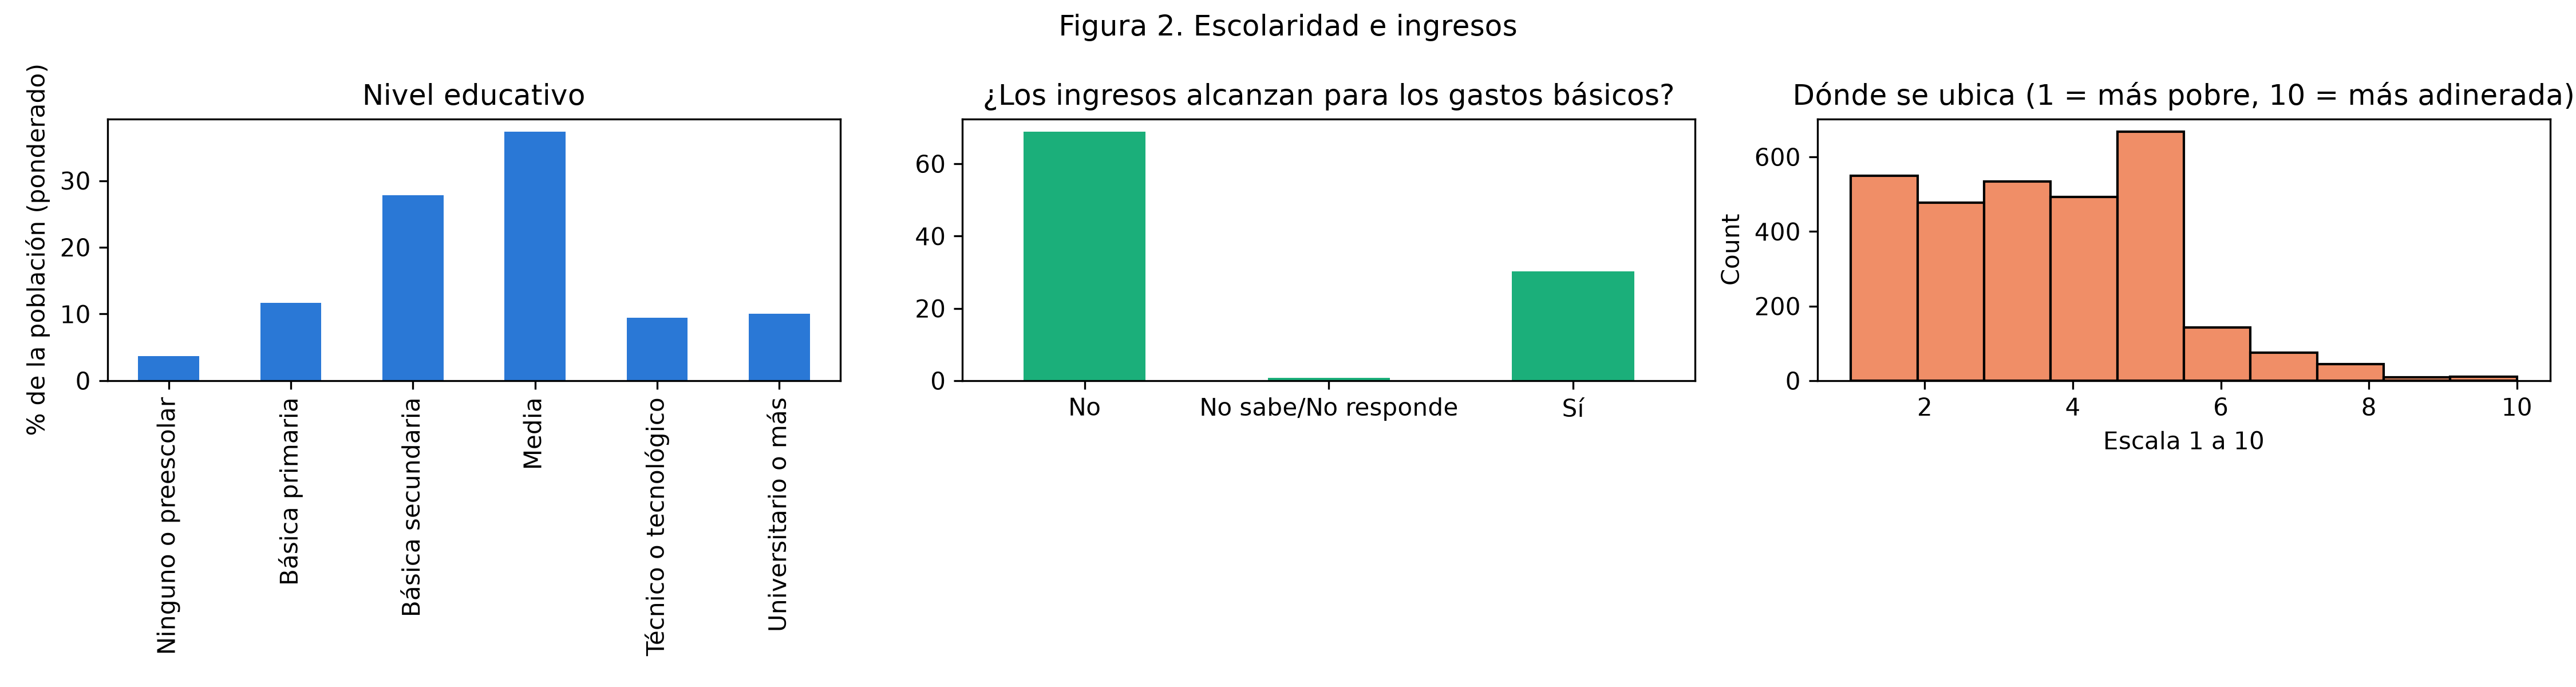 Figura 2. Escolaridad e ingresos
Nivel educativo
% de la población (ponderado)
30
20
10
0
Ninguno o preescolar
Básica primaria
Básica secundaria
Media
Técnico o tecnológico
Universitario o más
¿Los ingresos alcanzan para los gastos básicos?
60
40
20
0
No
No sabe/No responde
Sí
Dónde se ubica (1 = más pobre, 10 = más adinerada)
Count
600
400
200
0
2
4
6
8
10
Escala 1 a 10